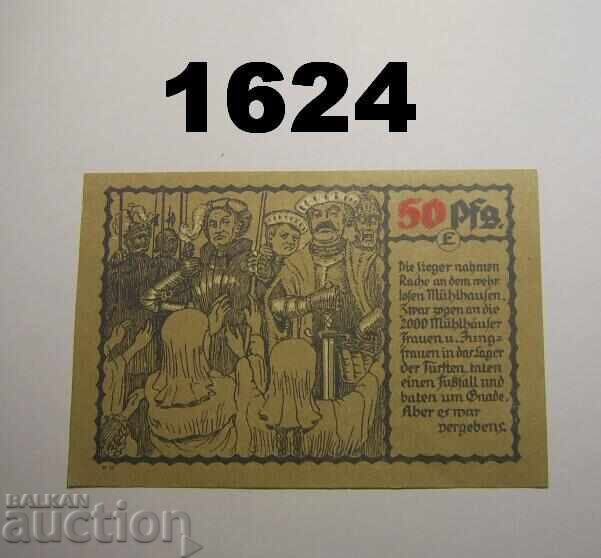 1624
50 Pfg.
E
Die Sieger nahmen
Rache an dem wehr
losen Mühlhausen.
Zwar zogen an die
2000 Mühlhäuser
Frauen u. Jung-
frauen in das Lager
der Fürsten, taten
einen Fußfall und
baten um Gnade.
Aber es war
vergebens.
BALKAN
auction